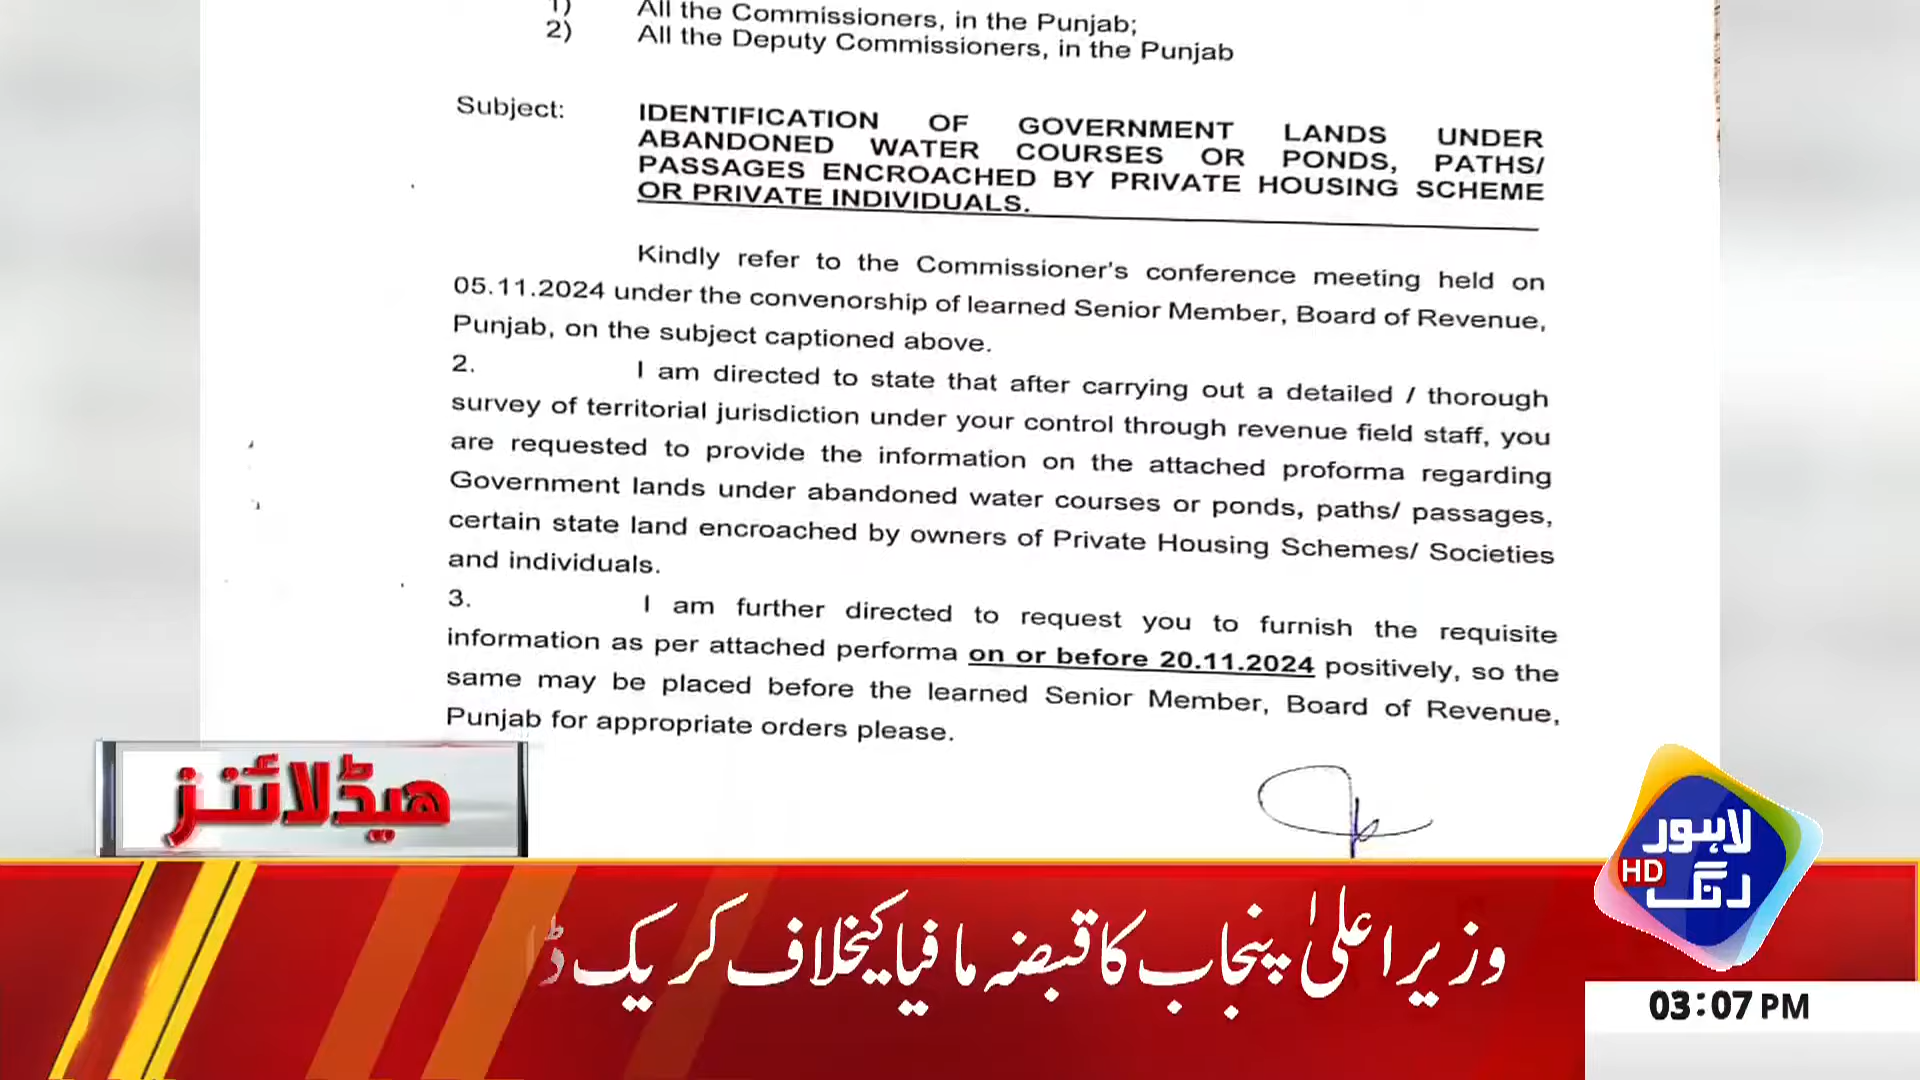 1) All the Commissioners, in the Punjab;
2) All the Deputy Commissioners, in the Punjab
Subject: IDENTIFICATION OF GOVERNMENT LANDS UNDER
ABANDONED WATER COURSES OR PONDS, PATHS/
PASSAGES ENCROACHED BY PRIVATE HOUSING SCHEME
OR PRIVATE INDIVIDUALS.
Kindly refer to the Commissioner's conference meeting held on
05.11.2024 under the convenorship of learned Senior Member, Board of Revenue,
Punjab, on the subject captioned above.
2. I am directed to state that after carrying out a detailed / thorough
survey of territorial jurisdiction under your control through revenue field staff, you
are requested to provide the information on the attached proforma regarding
Government lands under abandoned water courses or ponds, paths/ passages,
certain state land encroached by owners of Private Housing Schemes/ Societies
and individuals.
3. I am further directed to request you to furnish the requisite
information as per attached performa on or before 20.11.2024 positively, so the
same may be placed before the learned Senior Member, Board of Revenue,
Punjab for appropriate orders please.
ھیڈلائنز
لاہور
رنگ
HD
وزیراعلیٰ پنجاب کا قبضہ مافیا کیخلاف کریک
03:07 PM